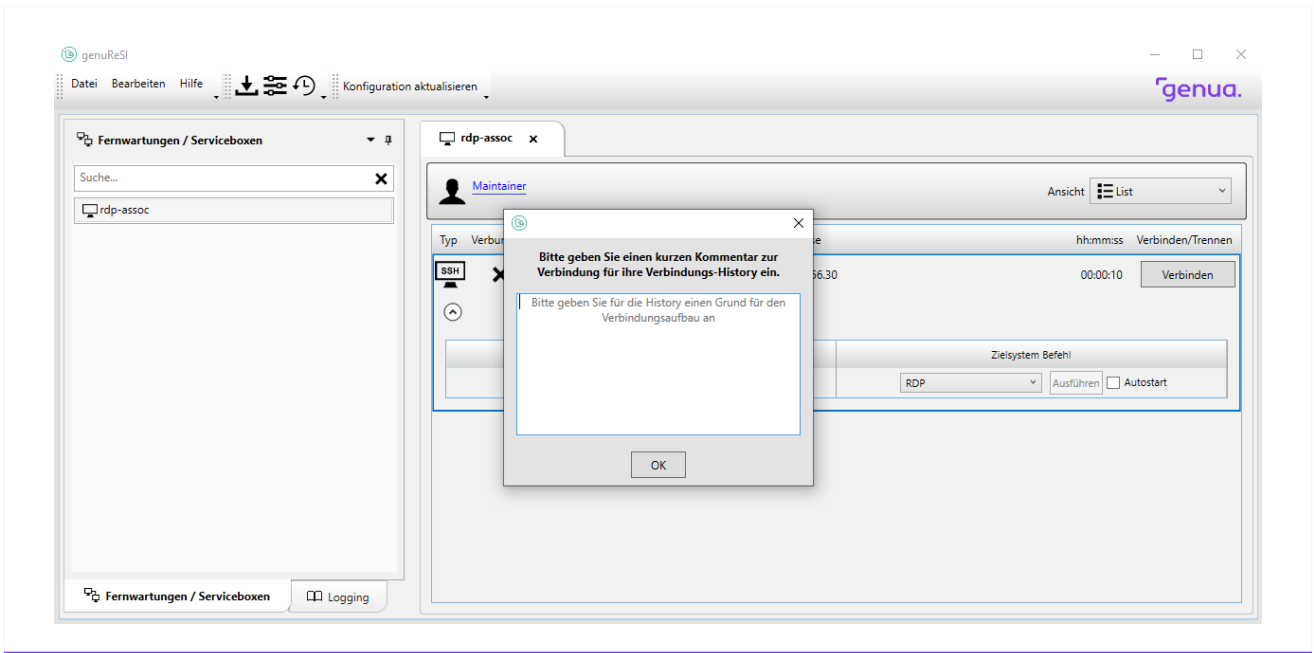 genuReSI
Datei Bearbeiten Hilfe Konfiguration aktualisieren
genua.
Fernwartungen / Serviceboxen
rdp-assoc x
Suche...
Maintainer
Ansicht List
rdp-assoc
Typ hh:mm:ss Verbinden/Trennen
Bitte geben Sie einen kurzen Kommentar zur
Verbindung für ihre Verbindungs-History ein.
SSH 00:00:10 Verbinden
Bitte geben Sie für die History einen Grund für den
Verbindungsaufbau an
Zielsystem Befehl
RDP Ausführen Autostart
OK
Fernwartungen / Serviceboxen Logging